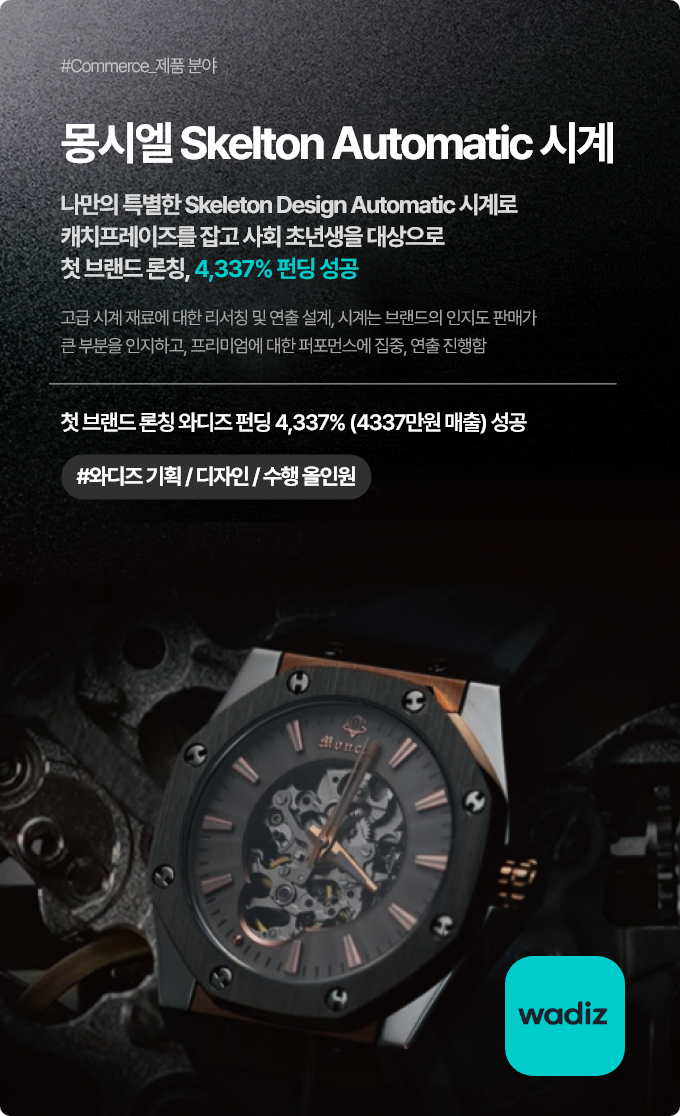 #Commerce_제품 분야
몽시엘 Skelton Automatic 시계
나만의 특별한 Skeleton Design Automatic 시계로
캐치프레이즈를 잡고 사회 초년생을 대상으로
첫 브랜드 론칭, 4,337% 펀딩 성공
고급 시계 재료에 대한 리서칭 및 연출 설계, 시계는 브랜드의 인지도 판매가
큰 부분을 인지하고, 프리미엄에 대한 퍼포먼스에 집중, 연출 진행함
첫 브랜드 론칭 와디즈 펀딩 4,337% (4337만원 매출) 성공
#와디즈 기획 / 디자인 / 수행 올인원
wadiz